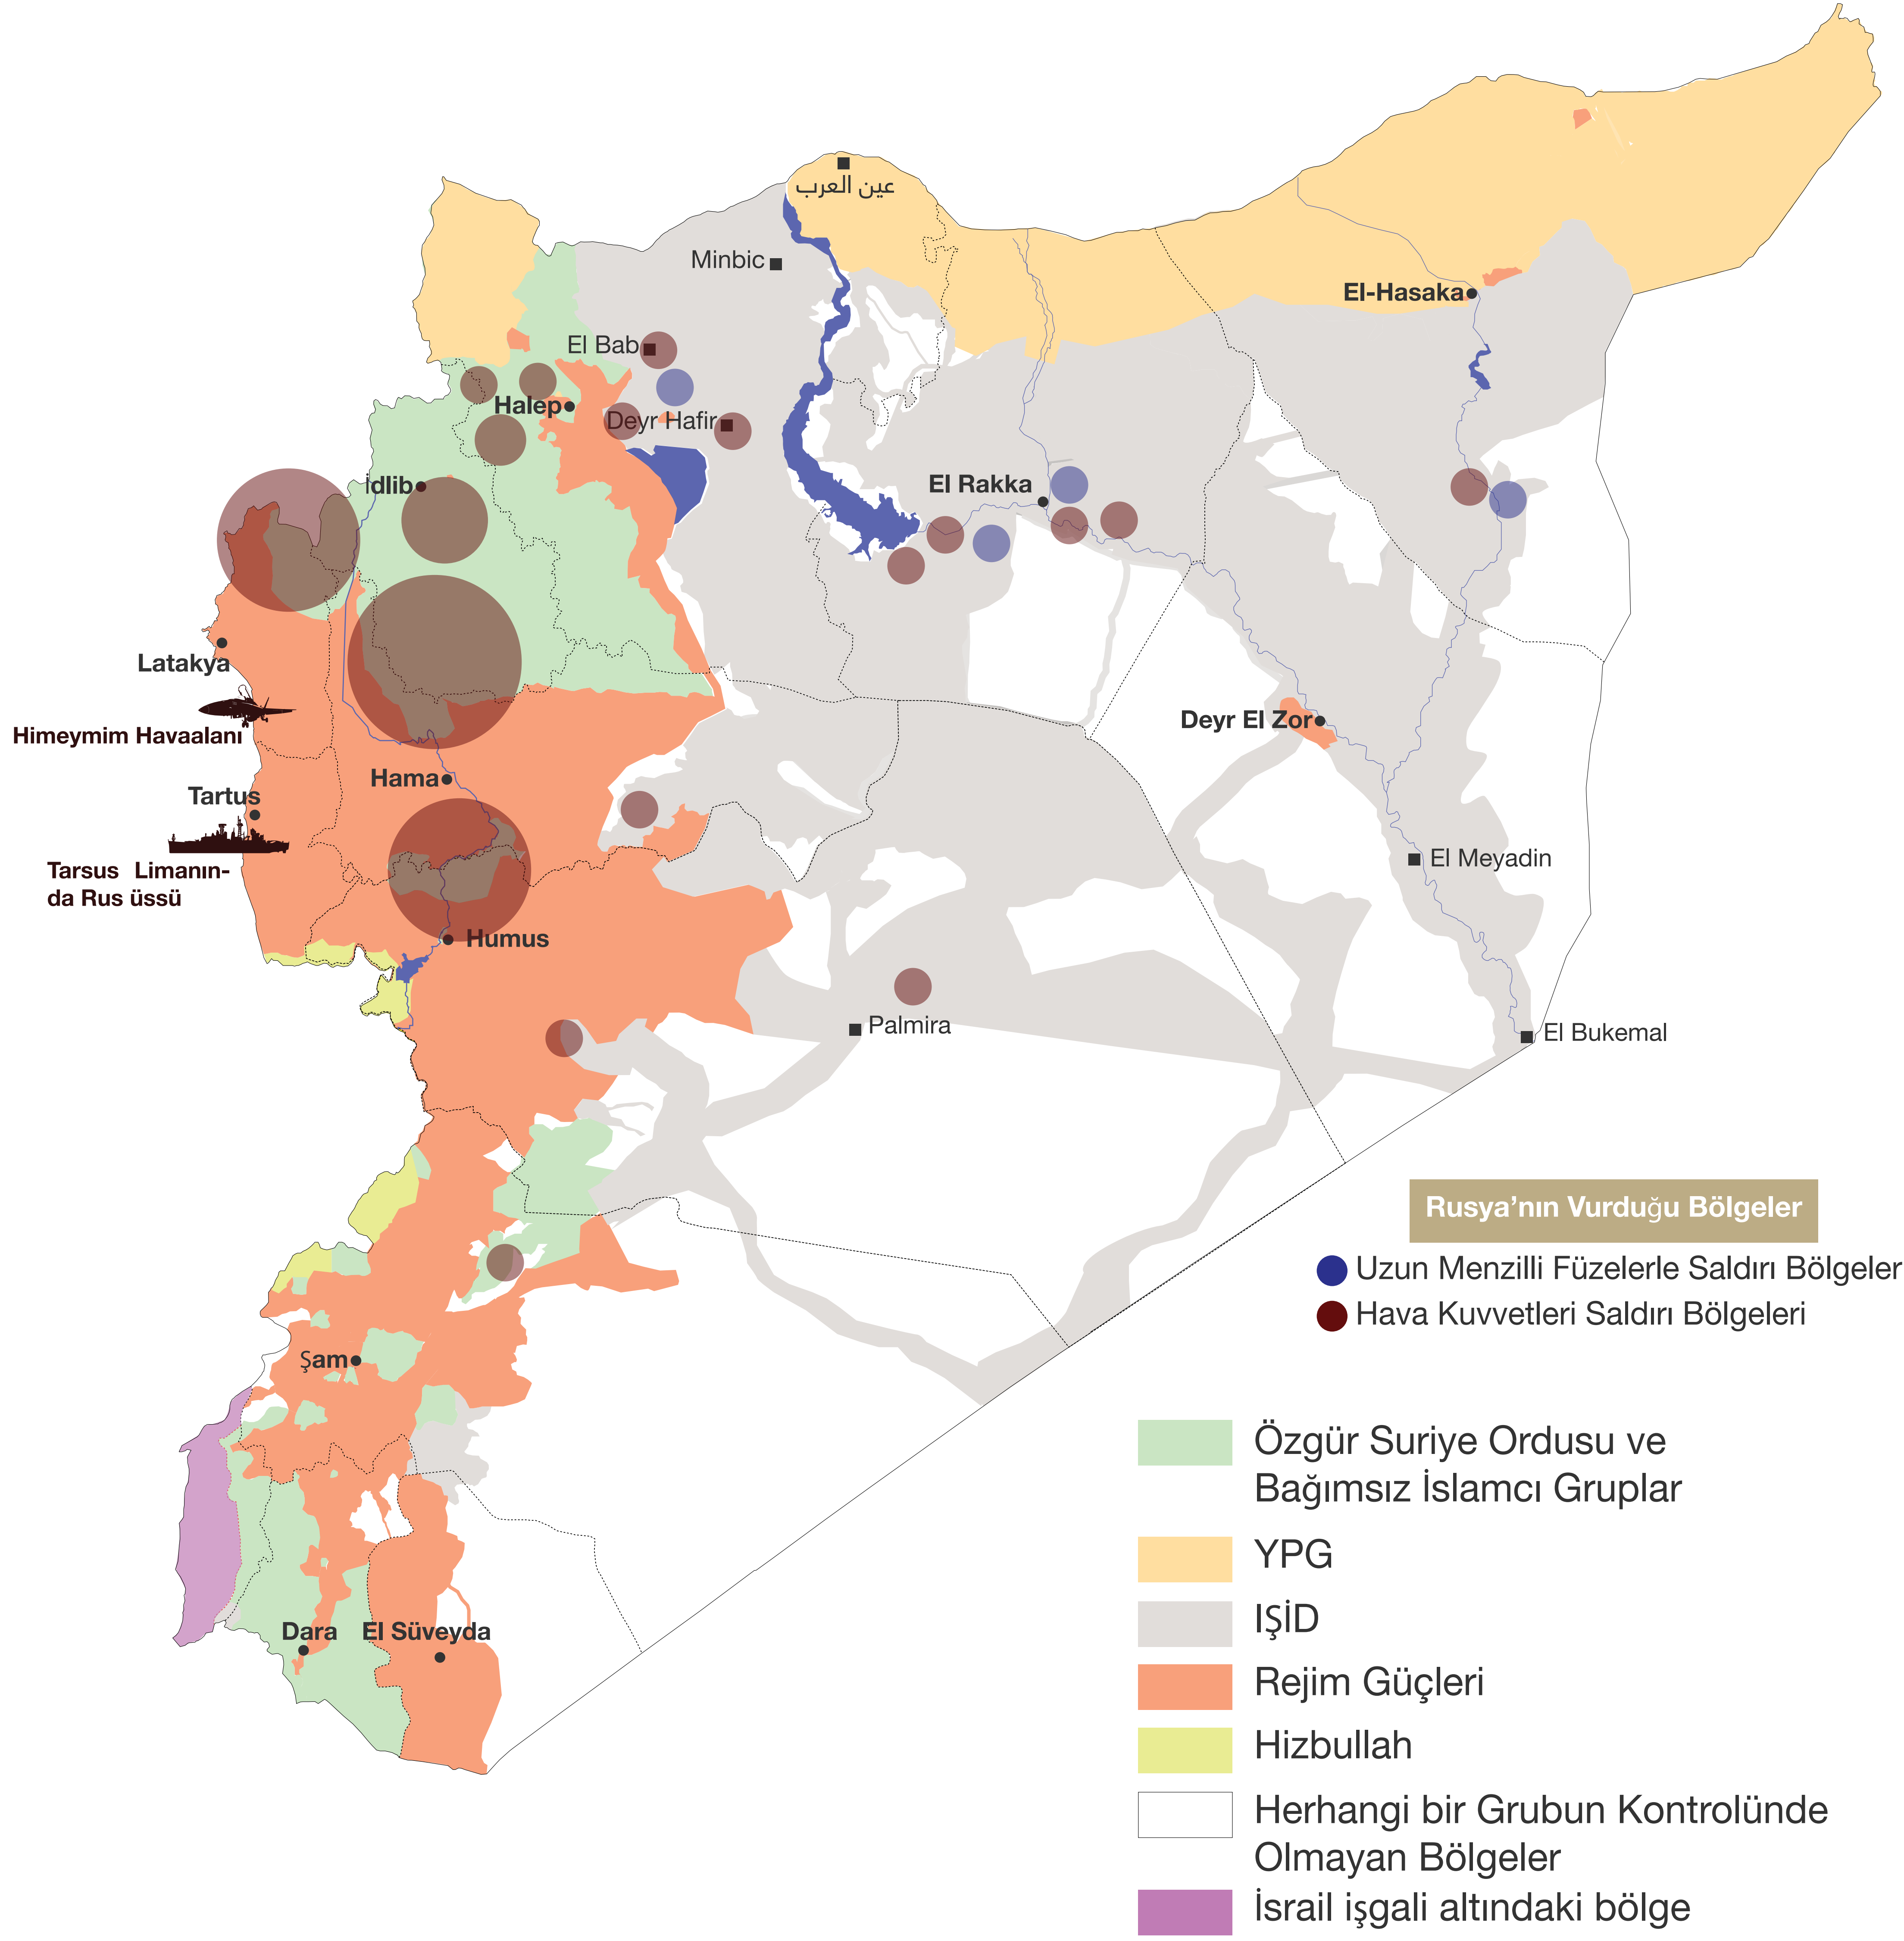 عين العرب
Minbic
El-Hasaka
El Bab
Halep
Deyr Hafir
İdlib
El Rakka
Latakya
Himeymim Havaalanı
Deyr El Zor
Hama
Tartus
Tarsus Limanın-
da Rus üssü
El Meyadin
Humus
Palmira
El Bukemal
Rusya’nın Vurduğu Bölgeler
Uzun Menzilli Füzelerle Saldırı Bölgeler
Hava Kuvvetleri Saldırı Bölgeleri
Şam
Dara
El Süveyda
Özgür Suriye Ordusu ve
Bağımsız İslamcı Gruplar
YPG
IŞİD
Rejim Güçleri
Hizbullah
Herhangi bir Grubun Kontrolünde
Olmayan Bölgeler
İsrail işgali altındaki bölge